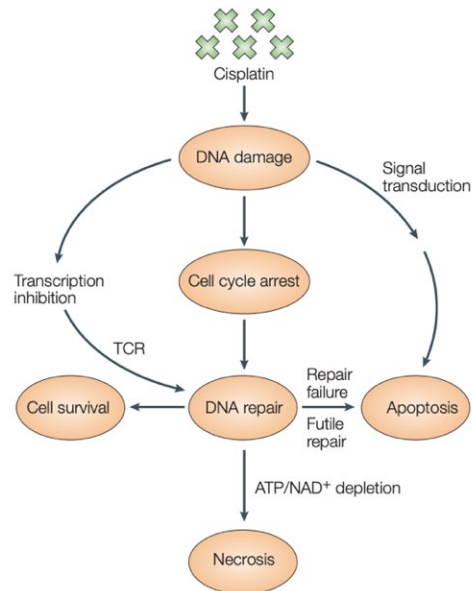 Cisplatin
DNA damage
Signal
transduction
Cell cycle arrest
Transcription
inhibition
TCR
Repair
failure
Cell survival
DNA repair
Apoptosis
Futile
repair
ATP/NAD⁺ depletion
Necrosis